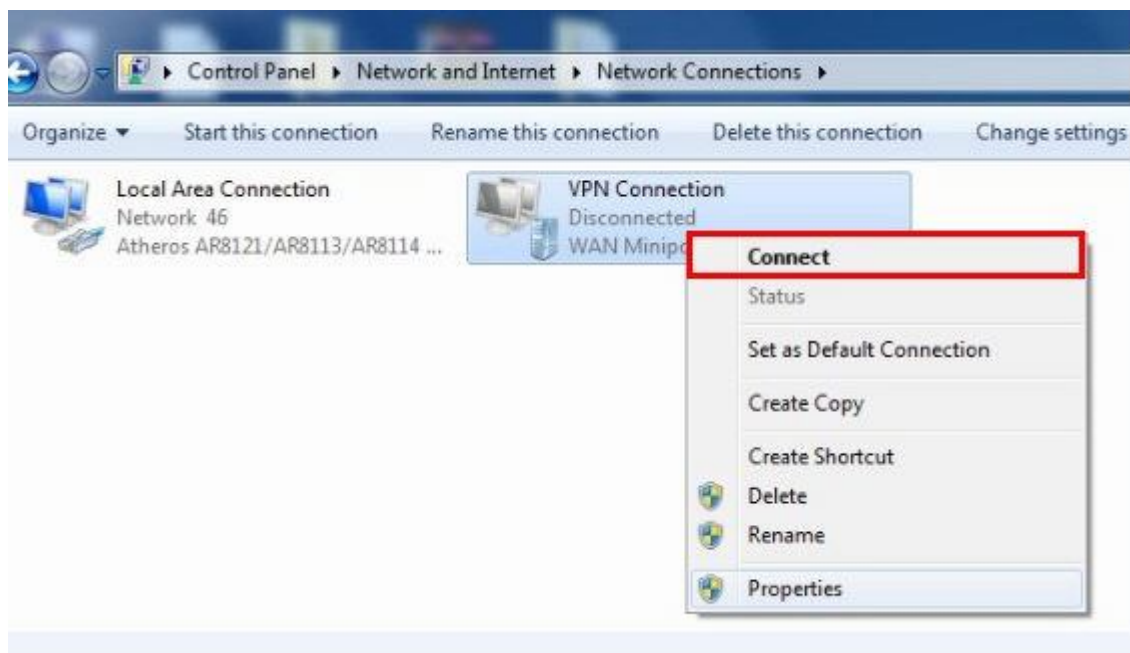 Control Panel Network and Internet Network Connections
Organize Start this connection Rename this connection Delete this connection Change settings
Local Area Connection
Network 46
Atheros AR8121/AR8113/AR8114 ...
VPN Connection
Disconnected
WAN
Connect
Status
Set as Default Connection
Create Copy
Create Shortcut
Delete
Rename
Properties